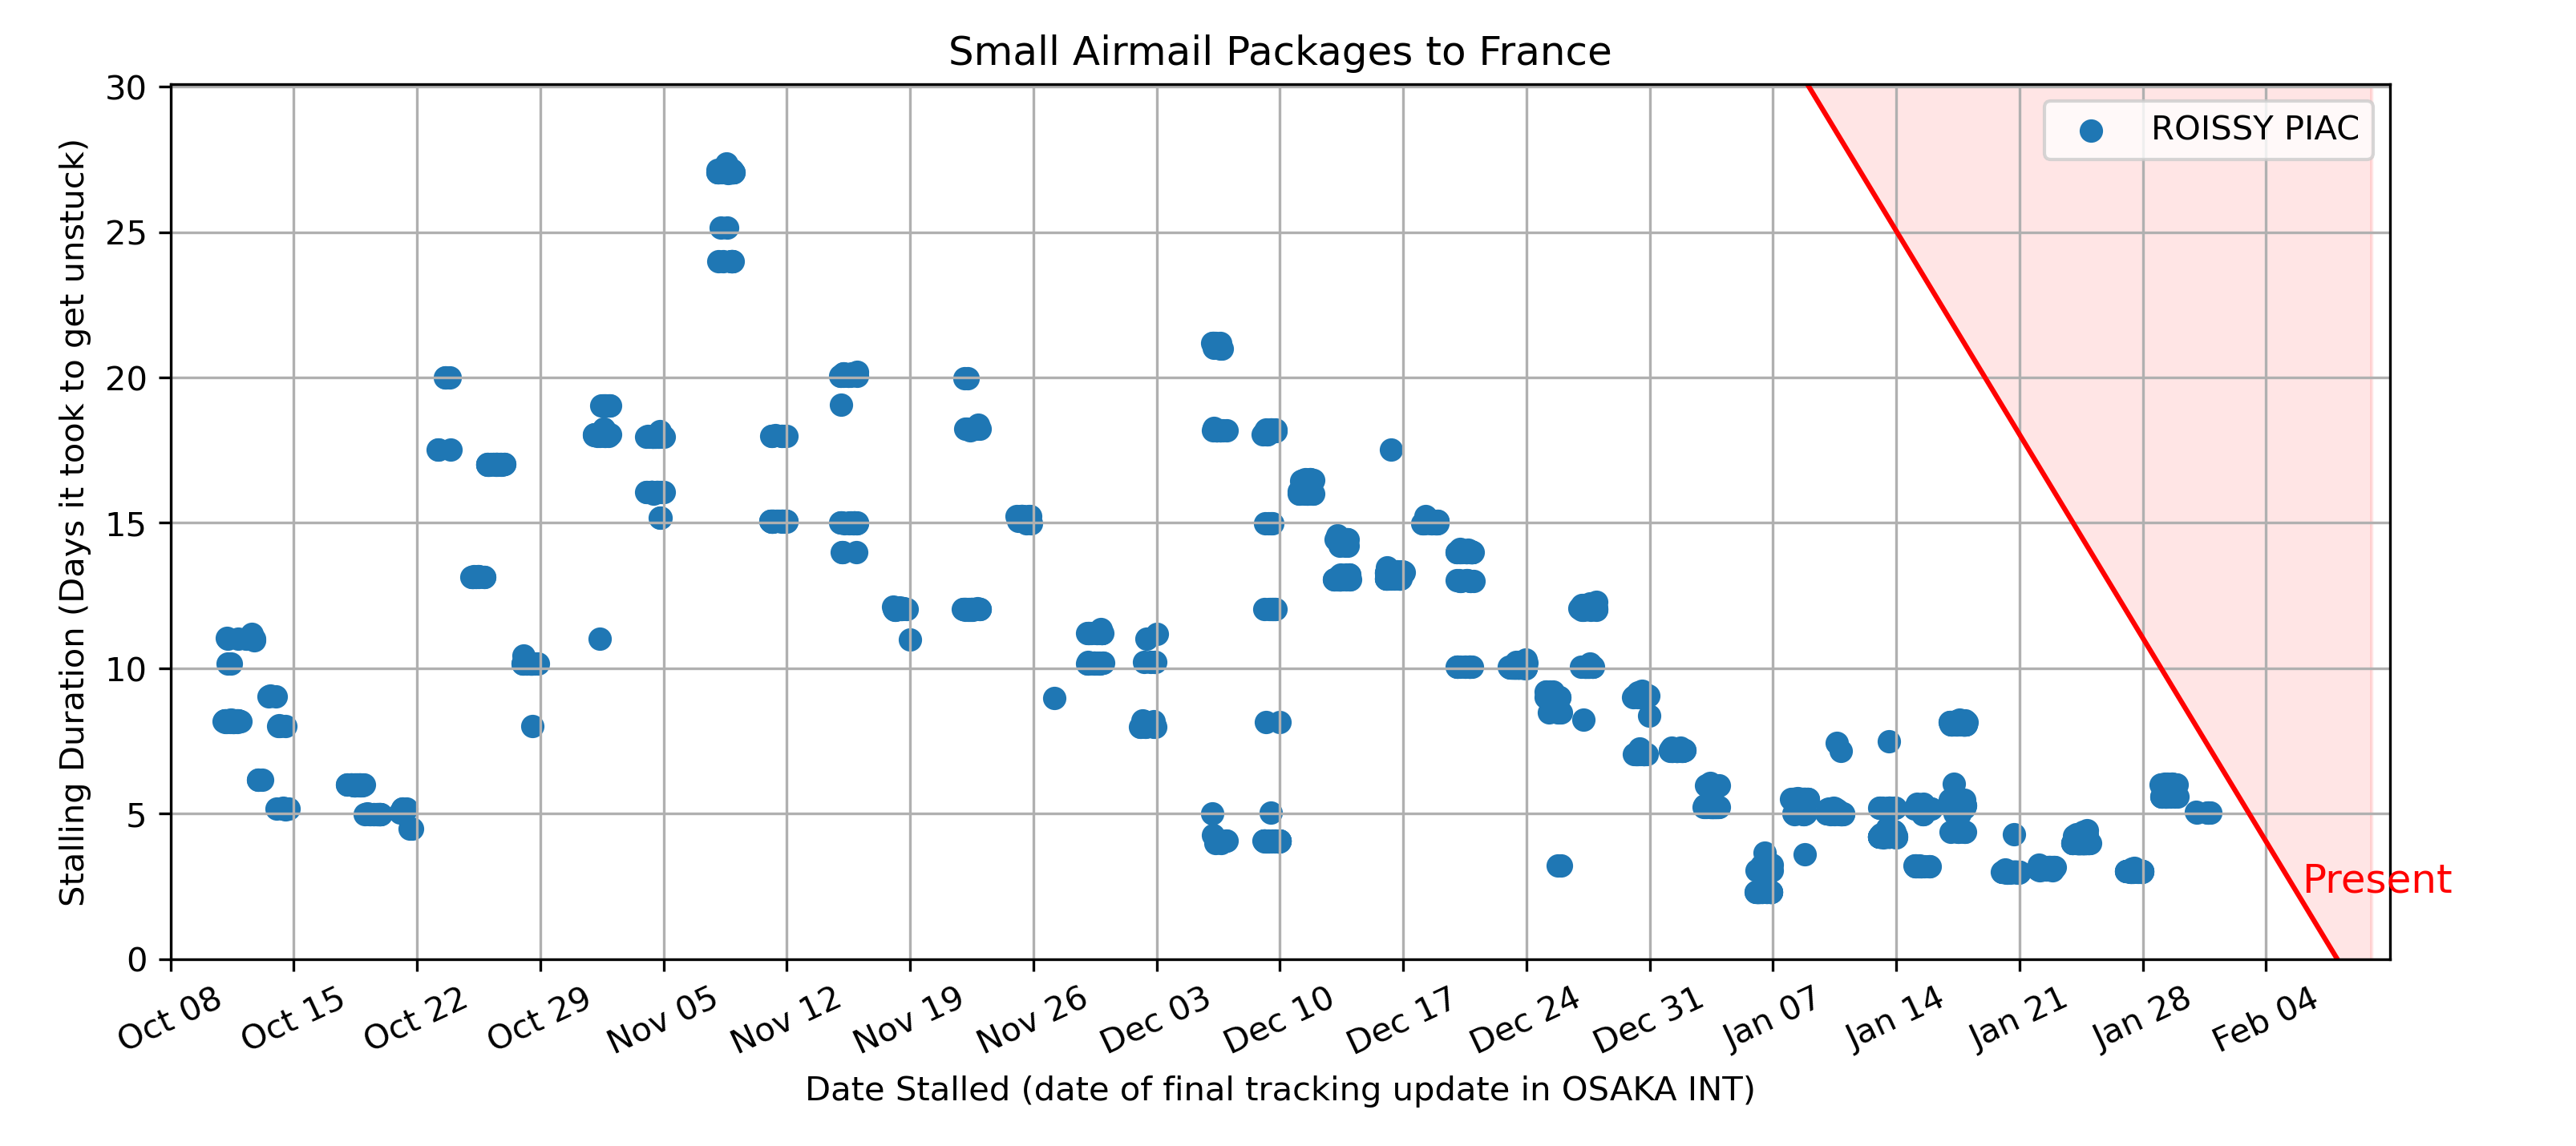 Small Airmail Packages to France
Stalling Duration (Days it took to get unstuck)
30
25
20
15
10
5
0
ROISSY PIAC
Present
Oct 08
Oct 15
Oct 22
Oct 29
Nov 05
Nov 12
Nov 19
Nov 26
Dec 03
Dec 10
Dec 17
Dec 24
Dec 31
Jan 07
Jan 14
Jan 21
Jan 28
Feb 04
Date Stalled (date of final tracking update in OSAKA INT)